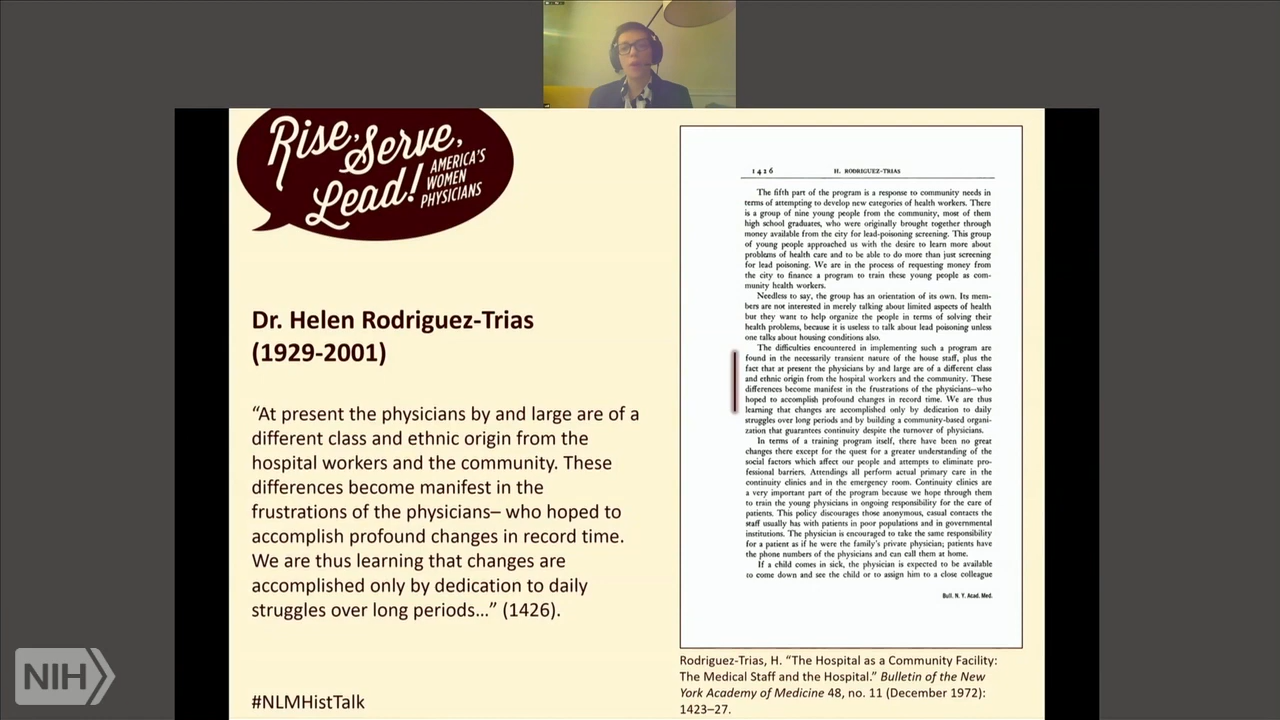 Rise, Serve,
Lead!
AMERICA'S
WOMEN
PHYSICIANS
Dr. Helen Rodriguez-Trias
(1929-2001)
“At present the physicians by and large are of a
different class and ethnic origin from the
hospital workers and the community. These
differences become manifest in the
frustrations of the physicians– who hoped to
accomplish profound changes in record time.
We are thus learning that changes are
accomplished only by dedication to daily
struggles over long periods…” (1426).
#NLMHistTalk
NIH
1426 H. RODRIGUEZ-TRIAS
The fifth part of the program is a response to community needs in
terms of attempting to develop new categories of health workers. There
is a group of nine young people from the community, most of them
high school graduates, who were originally brought together through
money available from the city for lead-poisoning screening. This group
of young people approached us with the desire to learn more about
problems of health care and to be able to do more than just screening
for lead poisoning. We are in the process of requesting money from
the city to finance a program to train these young people as com-
munity health workers.
Needless to say, the group has an orientation of its own. Its mem-
bers are not interested in merely talking about limited aspects of health
but they want to help organize the people in terms of solving their
health problems, because it is useless to talk about lead poisoning unless
one talks about housing conditions also.
The difficulties encountered in implementing such a program are
found in the necessarily transient nature of the house staff, plus the
fact that at present the physicians by and large are of a different class
and ethnic origin from the hospital workers and the community. These
differences become manifest in the frustrations of the physicians—who
hoped to accomplish profound changes in record time. We are thus
learning that changes are accomplished only by dedication to daily
struggles over long periods and by building a community-based organi-
zation that guarantees continuity despite the turnover of physicians.
In terms of a training program itself, there have been no great
changes there except for the quest for a greater understanding of the
social factors which affect our people and attempts to eliminate pro-
fessional barriers. Attendings all perform actual primary care in the
continuity clinics and in the emergency room. Continuity clinics are
a very important part of the program because we hope through them
to train the young physicians in ongoing responsibility for the care of
patients. This policy discourages those anonymous, casual contacts the
staff usually has with patients in poor populations and in governmental
institutions. The physician is encouraged to take the same responsibility
for a patient as if he were the family's private physician; patients have
the phone numbers of the physicians and can call them at home.
If a child comes in sick, the physician is expected to be available
to come down and see the child or to assign him to a close colleague
Bull. N. Y. Acad. Med.
Rodriguez-Trias, H. “The Hospital as a Community Facility:
The Medical Staff and the Hospital.” Bulletin of the New
York Academy of Medicine 48, no. 11 (December 1972):
1423–27.